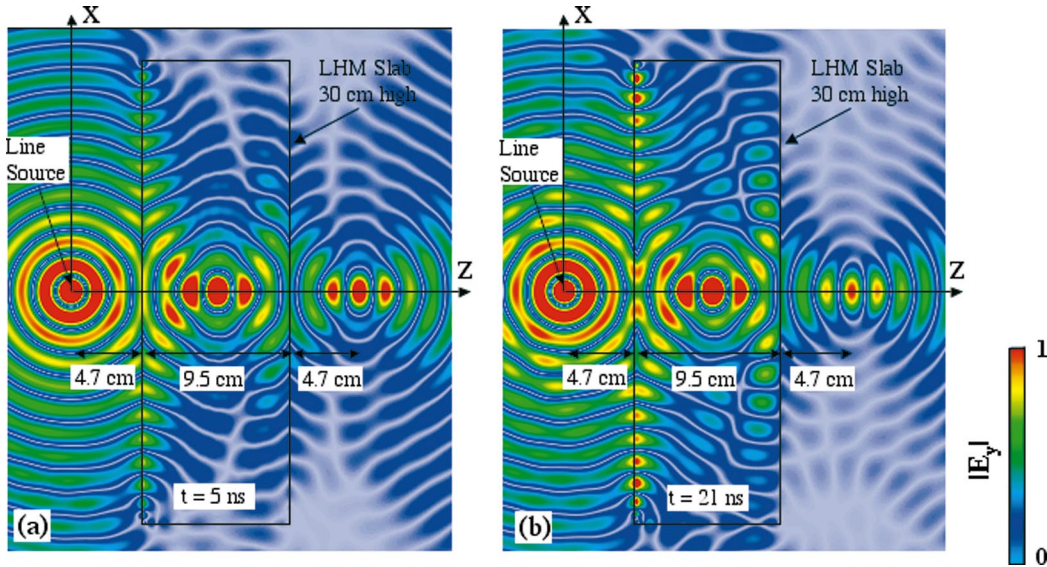 X
LHM Slab
30 cm high
Line
Source
Z
4.7 cm
9.5 cm
4.7 cm
t = 5 ns
(a)
X
LHM Slab
30 cm high
Line
Source
Z
4.7 cm
9.5 cm
4.7 cm
t = 21 ns
(b)
1
|E_y|
0